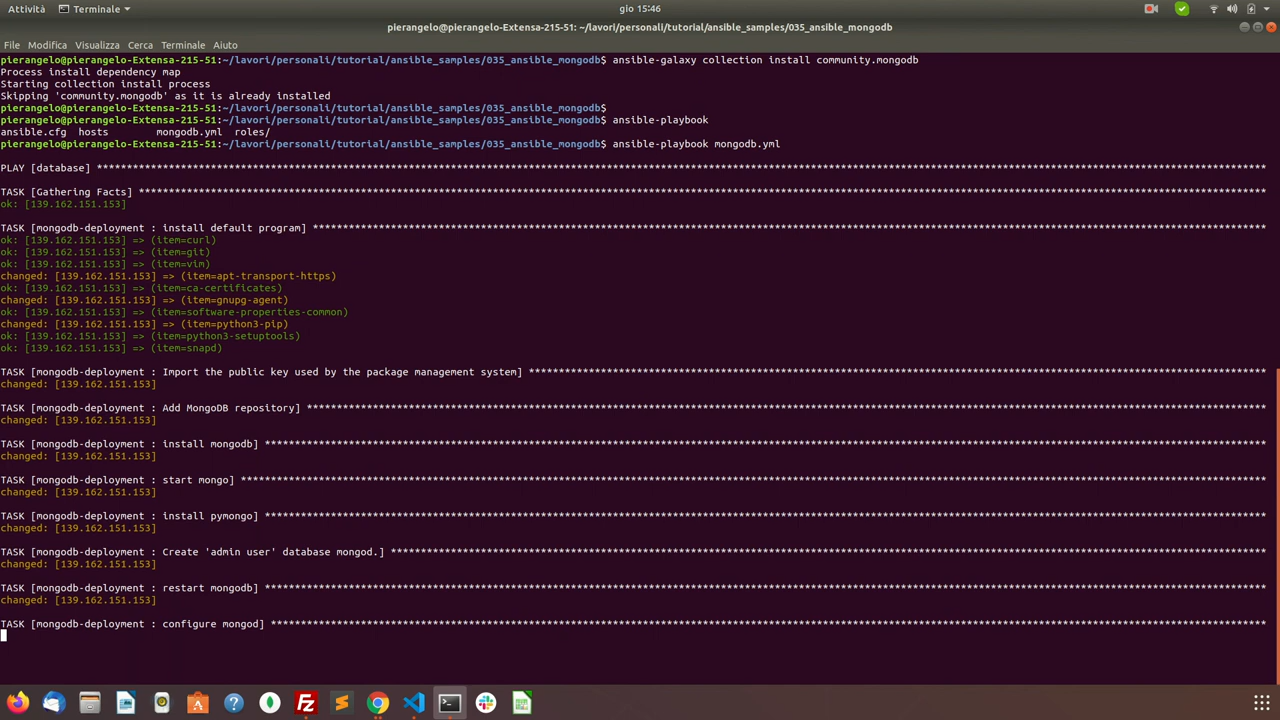 Attività Terminale gio 15:46
pierangelo@pierangelo-Extensa-215-51: ~/lavori/personali/tutorial/ansible_samples/035_ansible_mongodb
File Modifica Visualizza Cerca Terminale Aiuto
pierangelo@pierangelo-Extensa-215-51:~/lavori/personali/tutorial/ansible_samples/035_ansible_mongodb$ ansible-galaxy collection install community.mongodb
Process install dependency map
Starting collection install process
Skipping 'community.mongodb' as it is already installed
pierangelo@pierangelo-Extensa-215-51:~/lavori/personali/tutorial/ansible_samples/035_ansible_mongodb$
pierangelo@pierangelo-Extensa-215-51:~/lavori/personali/tutorial/ansible_samples/035_ansible_mongodb$ ansible-playbook
ansible.cfg hosts mongodb.yml roles/
pierangelo@pierangelo-Extensa-215-51:~/lavori/personali/tutorial/ansible_samples/035_ansible_mongodb$ ansible-playbook mongodb.yml
PLAY [database] ****
TASK [Gathering Facts] ****
ok: [139.162.151.153]
TASK [mongodb-deployment : install default program] ****
ok: [139.162.151.153] => (item=curl)
ok: [139.162.151.153] => (item=git)
ok: [139.162.151.153] => (item=vim)
changed: [139.162.151.153] => (item=apt-transport-https)
ok: [139.162.151.153] => (item=ca-certificates)
changed: [139.162.151.153] => (item=gnupg-agent)
ok: [139.162.151.153] => (item=software-properties-common)
changed: [139.162.151.153] => (item=python3-pip)
ok: [139.162.151.153] => (item=python3-setuptools)
ok: [139.162.151.153] => (item=snapd)
TASK [mongodb-deployment : Import the public key used by the package management system] ****
changed: [139.162.151.153]
TASK [mongodb-deployment : Add MongoDB repository] ****
changed: [139.162.151.153]
TASK [mongodb-deployment : install mongodb] ****
changed: [139.162.151.153]
TASK [mongodb-deployment : start mongo] ****
changed: [139.162.151.153]
TASK [mongodb-deployment : install pymongo] ****
changed: [139.162.151.153]
TASK [mongodb-deployment : Create 'admin user' database mongod.] ****
changed: [139.162.151.153]
TASK [mongodb-deployment : restart mongodb] ****
changed: [139.162.151.153]
TASK [mongodb-deployment : configure mongod] ****